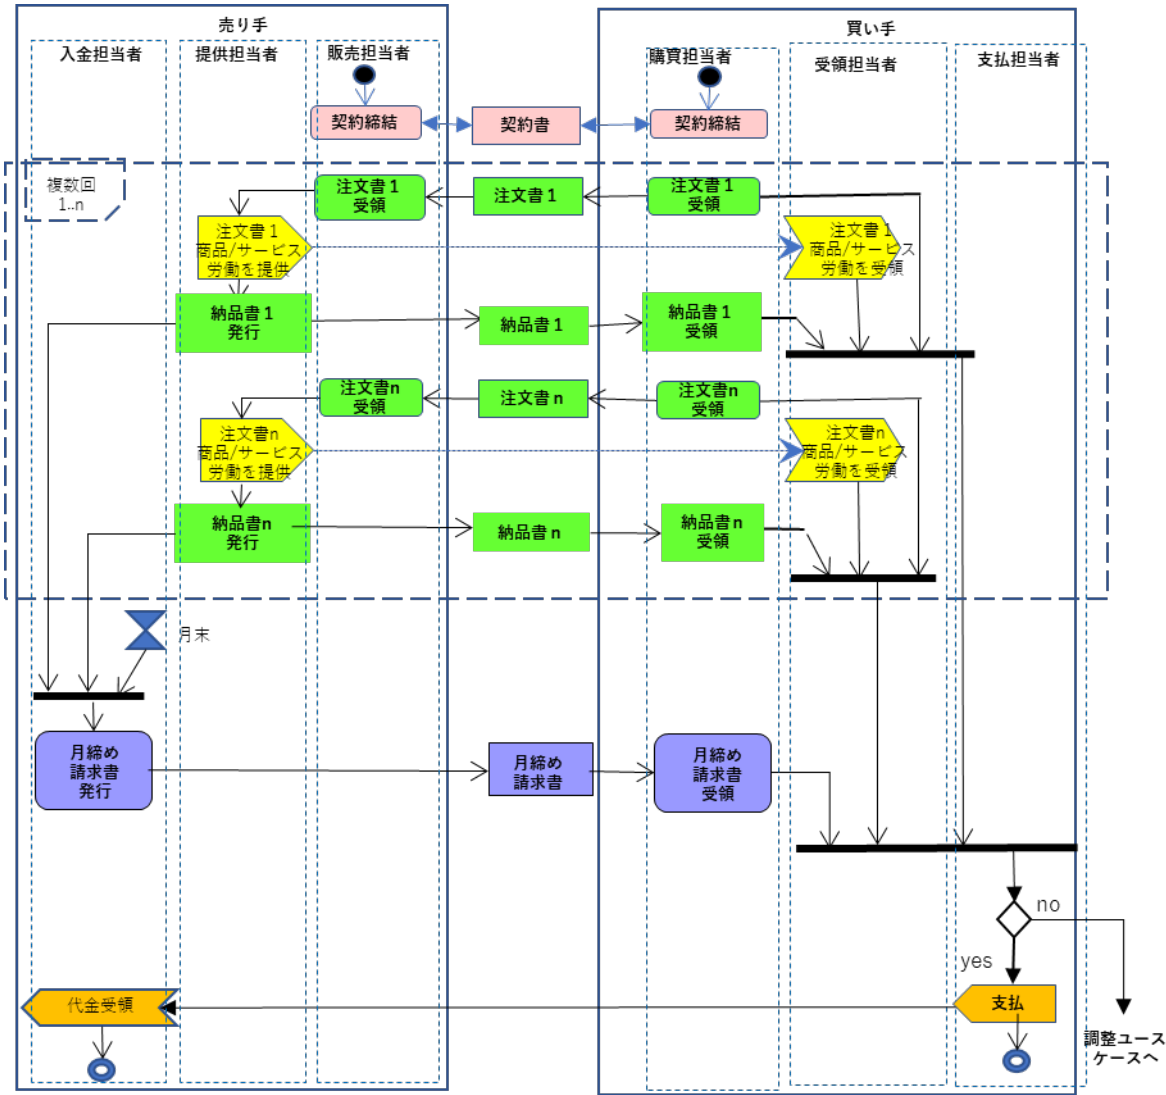 売り手
買い手
入金担当者
提供担当者
販売担当者
購買担当者
受領担当者
支払担当者
契約締結
契約書
契約締結
複数回
1..n
注文書1
受領
注文書1
注文書1
受領
注文書1
商品/サービス
労働を提供
注文書1
商品/サービス
労働を受領
納品書1
発行
納品書1
納品書1
受領
注文書n
受領
注文書n
注文書n
受領
注文書n
商品/サービス
労働を提供
注文書n
商品/サービス
労働を受領
納品書n
発行
納品書n
納品書n
受領
月末
月締め
請求書
発行
月締め
請求書
月締め
請求書
受領
no
yes
代金受領
支払
調整ユース
ケースへ